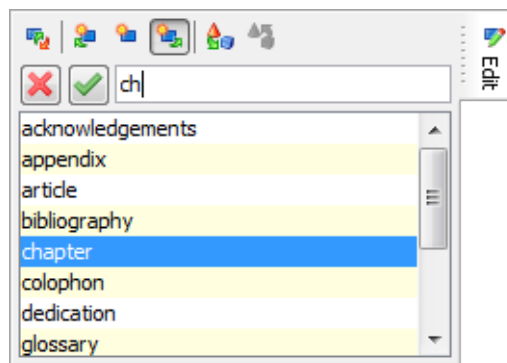 ch
Edit
acknowledgements
appendix
article
bibliography
chapter
colophon
dedication
glossary